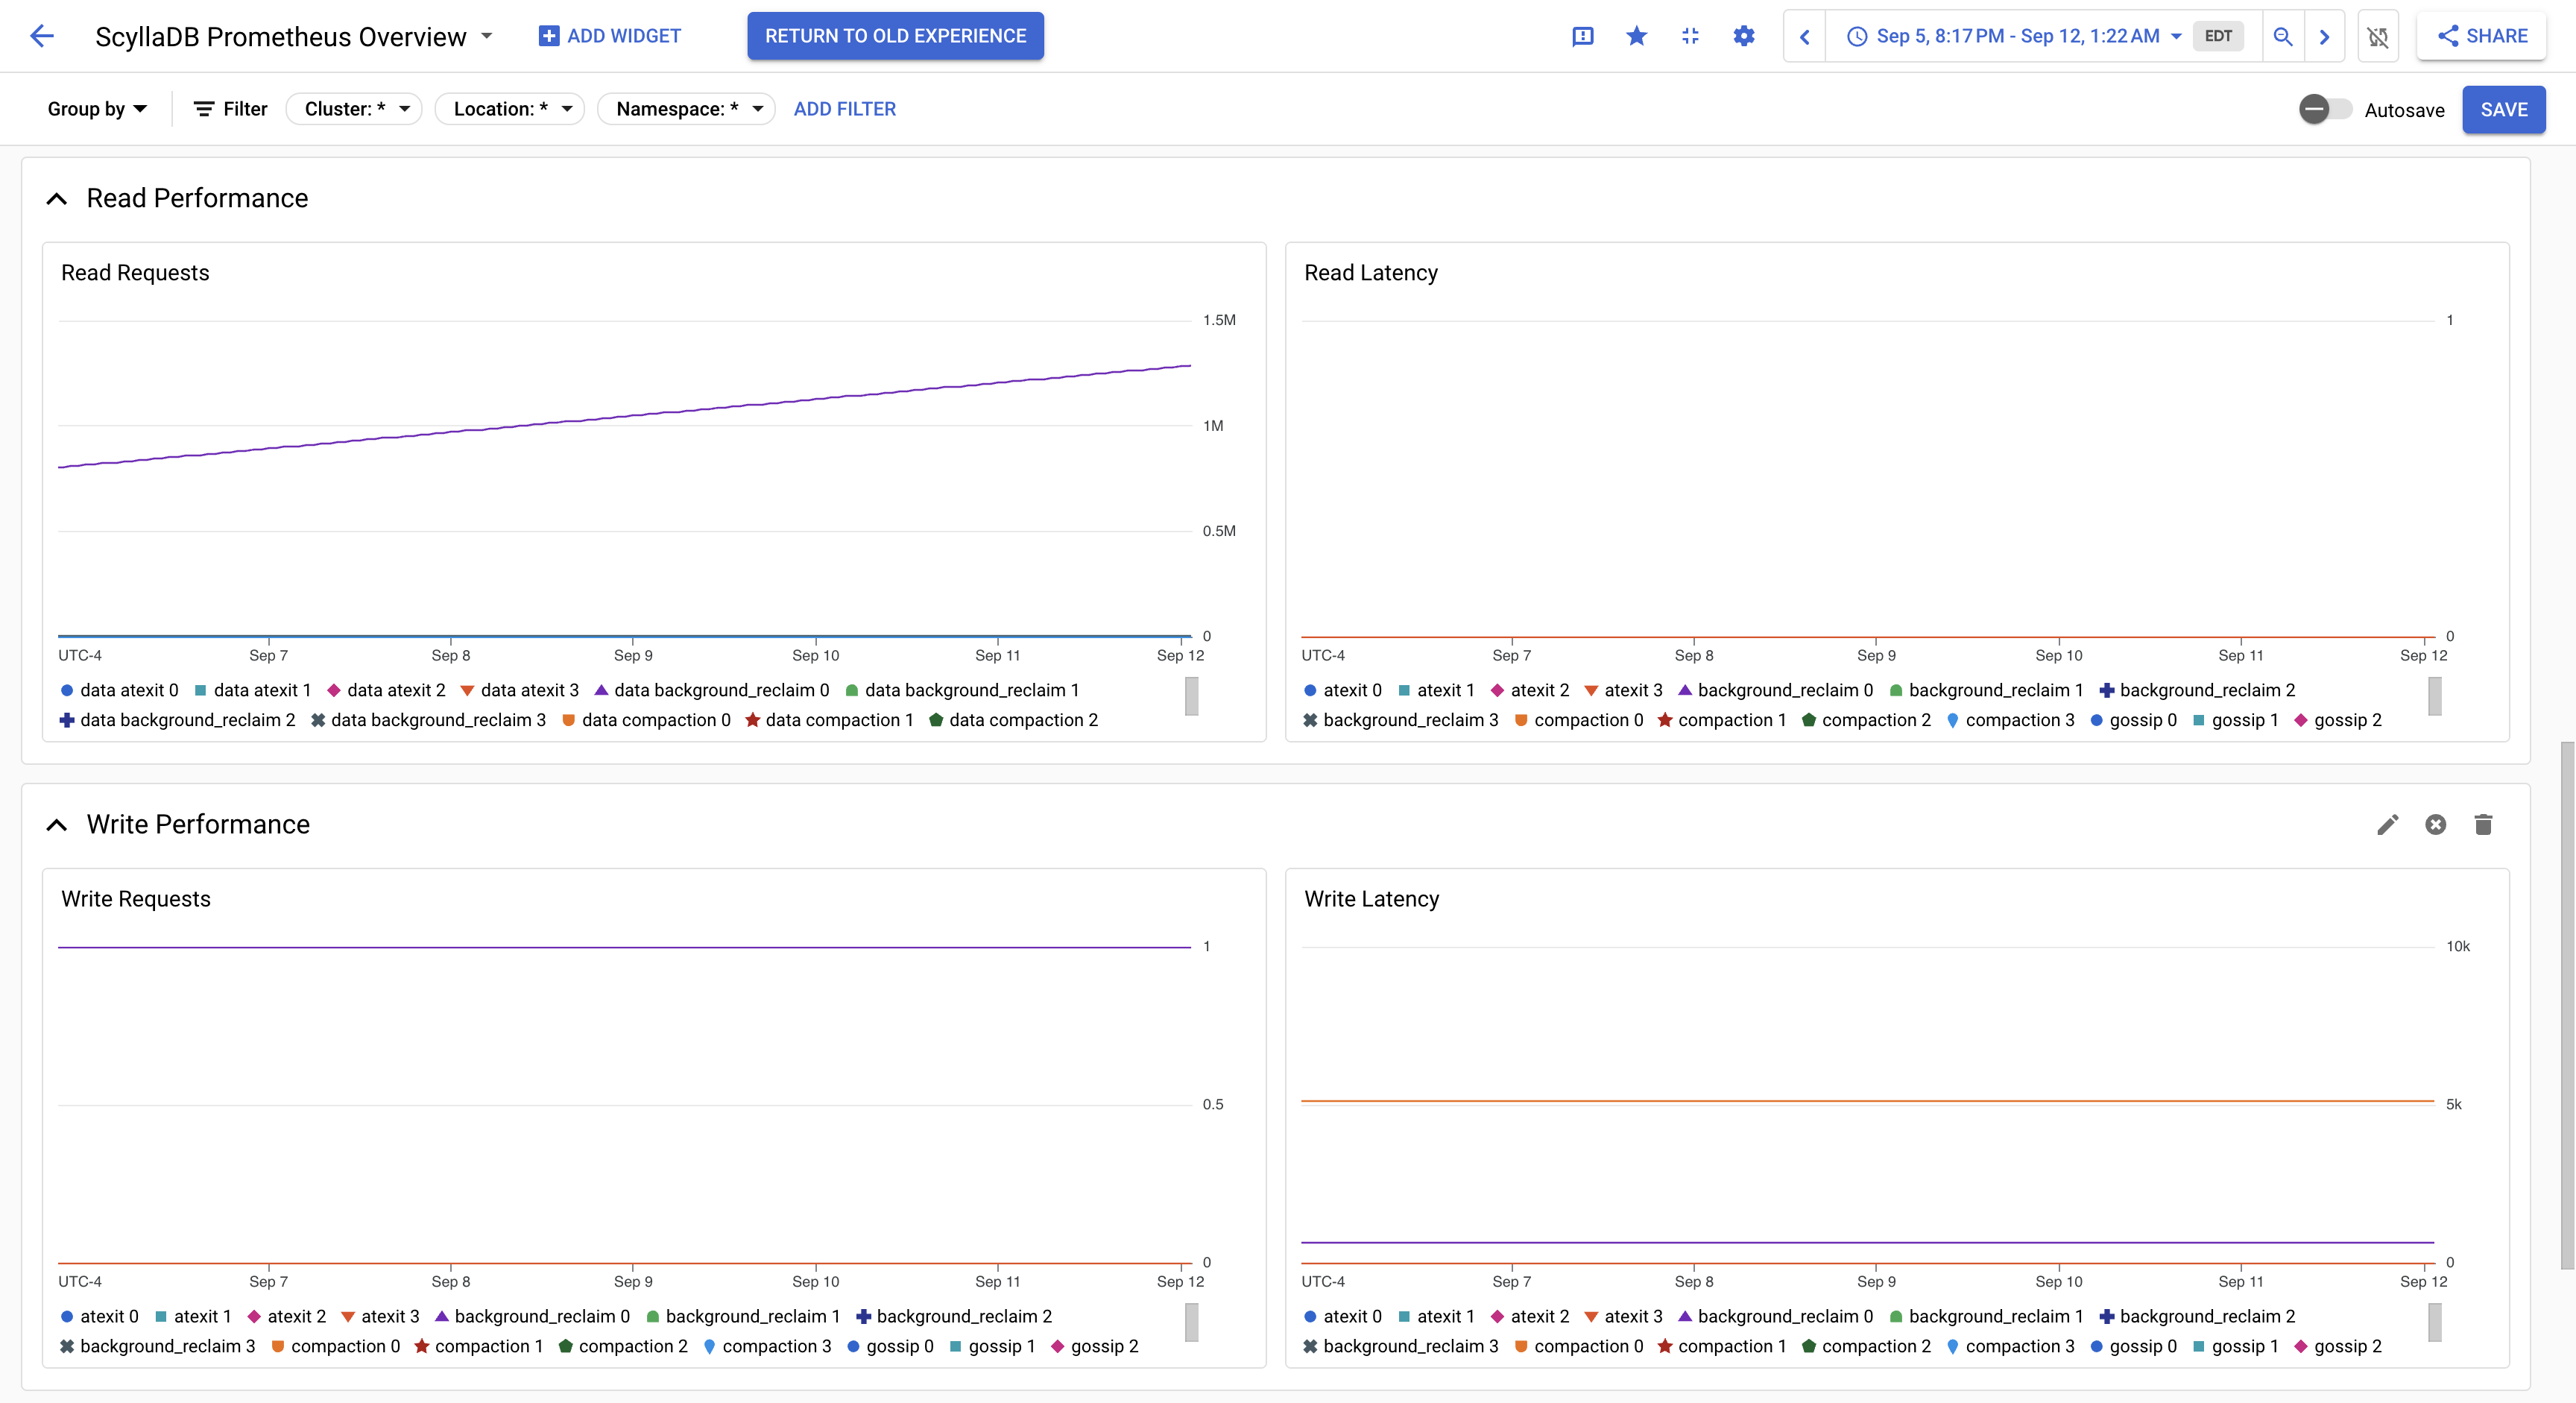 ScyllaDB Prometheus Overview ADD WIDGET RETURN TO OLD EXPERIENCE Sep 5, 8:17 PM - Sep 12, 1:22 AM EDT SHARE
Group by Filter Cluster: * Location: * Namespace: * ADD FILTER Autosave SAVE
Read Performance
Read Requests
1.5M
1M
0.5M
0
UTC-4 Sep 7 Sep 8 Sep 9 Sep 10 Sep 11 Sep 12
data atexit 0 data atexit 1 data atexit 2 data atexit 3 data background_reclaim 0 data background_reclaim 1
data background_reclaim 2 data background_reclaim 3 data compaction 0 data compaction 1 data compaction 2
Read Latency
1
0
UTC-4 Sep 7 Sep 8 Sep 9 Sep 10 Sep 11 Sep 12
atexit 0 atexit 1 atexit 2 atexit 3 background_reclaim 0 background_reclaim 1 background_reclaim 2
background_reclaim 3 compaction 0 compaction 1 compaction 2 compaction 3 gossip 0 gossip 1 gossip 2
Write Performance
Write Requests
1
0.5
0
UTC-4 Sep 7 Sep 8 Sep 9 Sep 10 Sep 11 Sep 12
atexit 0 atexit 1 atexit 2 atexit 3 background_reclaim 0 background_reclaim 1 background_reclaim 2
background_reclaim 3 compaction 0 compaction 1 compaction 2 compaction 3 gossip 0 gossip 1 gossip 2
Write Latency
10k
5k
0
UTC-4 Sep 7 Sep 8 Sep 9 Sep 10 Sep 11 Sep 12
atexit 0 atexit 1 atexit 2 atexit 3 background_reclaim 0 background_reclaim 1 background_reclaim 2
background_reclaim 3 compaction 0 compaction 1 compaction 2 compaction 3 gossip 0 gossip 1 gossip 2